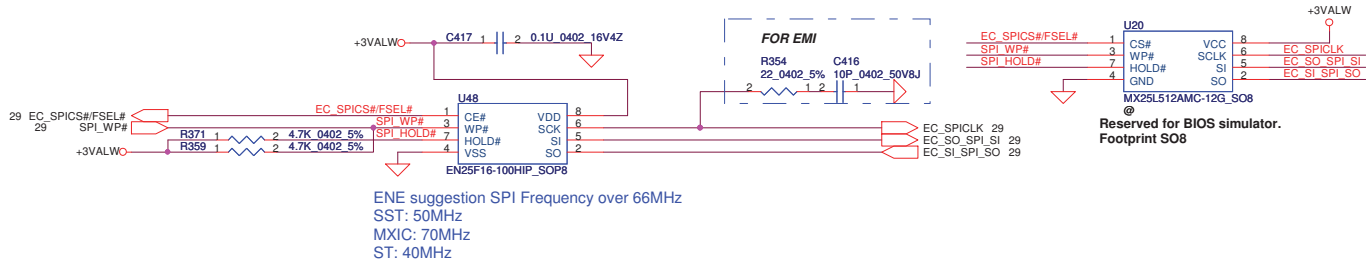 +3VALW
C417 1 2 0.1U_0402_16V4Z
FOR EMI
R354 C416
22_0402_5% 10P_0402_50V8J
2 1 2 1
U48
29 EC_SPICS#/FSEL# EC_SPICS#/FSEL# 1 CE# VDD 8
29 SPI_WP# SPI_WP# 3 WP# SCK 6 EC_SPICLK 29
R371 1 2 4.7K_0402_5% SPI_HOLD# 7 HOLD# SI 5 EC_SO_SPI_SI 29
+3VALW R359 1 2 4.7K_0402_5% 4 VSS SO 2 EC_SI_SPI_SO 29
EN25F16-100HIP_SOP8
ENE suggestion SPI Frequency over 66MHz
SST: 50MHz
MXIC: 70MHz
ST: 40MHz
+3VALW
U20
EC_SPICS#/FSEL# 1 CS# VCC 8
SPI_WP# 3 WP# SCLK 6 EC_SPICLK
SPI_HOLD# 7 HOLD# SI 5 EC_SO_SPI_SI
4 GND SO 2 EC_SI_SPI_SO
MX25L512AMC-12G_SO8
@
Reserved for BIOS simulator.
Footprint SO8